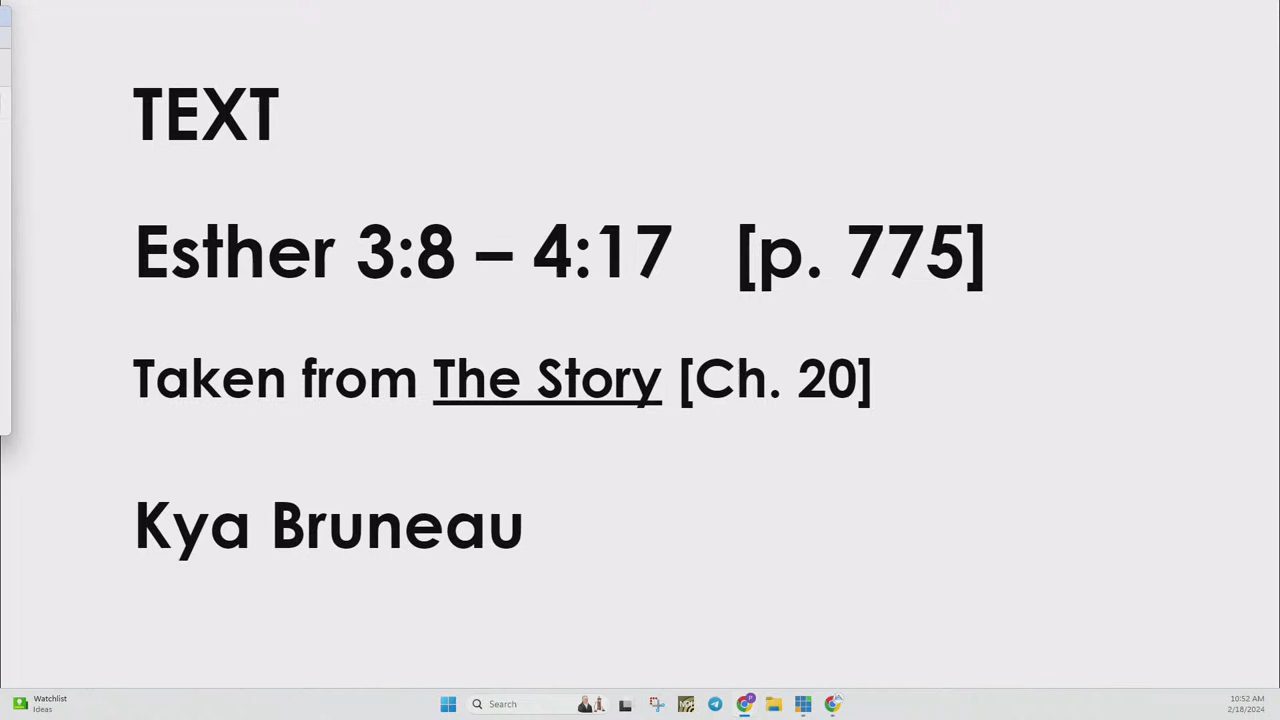 TEXT
Esther 3:8 – 4:17 [p. 775]
Taken from The Story [Ch. 20]
Kya Bruneau
Watchlist
Ideas
Search
10:52 AM
2/18/2024